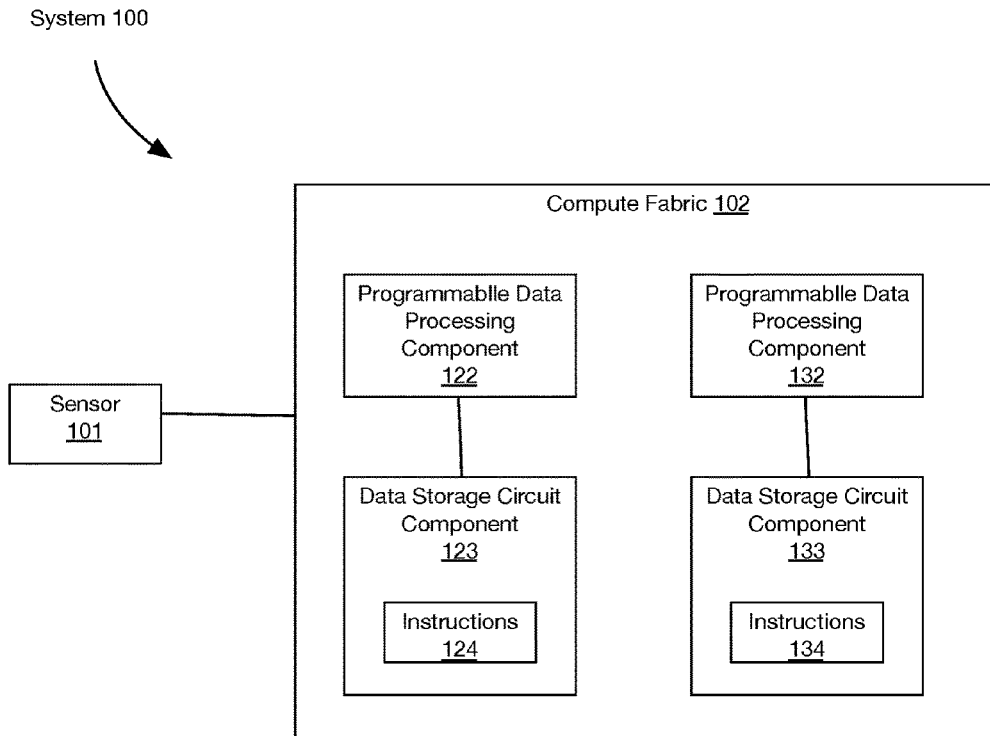 System 100
Compute Fabric 102
Programmablle Data
Processing
Component
122
Programmablle Data
Processing
Component
132
Sensor
101
Data Storage Circuit
Component
123
Data Storage Circuit
Component
133
Instructions
124
Instructions
134